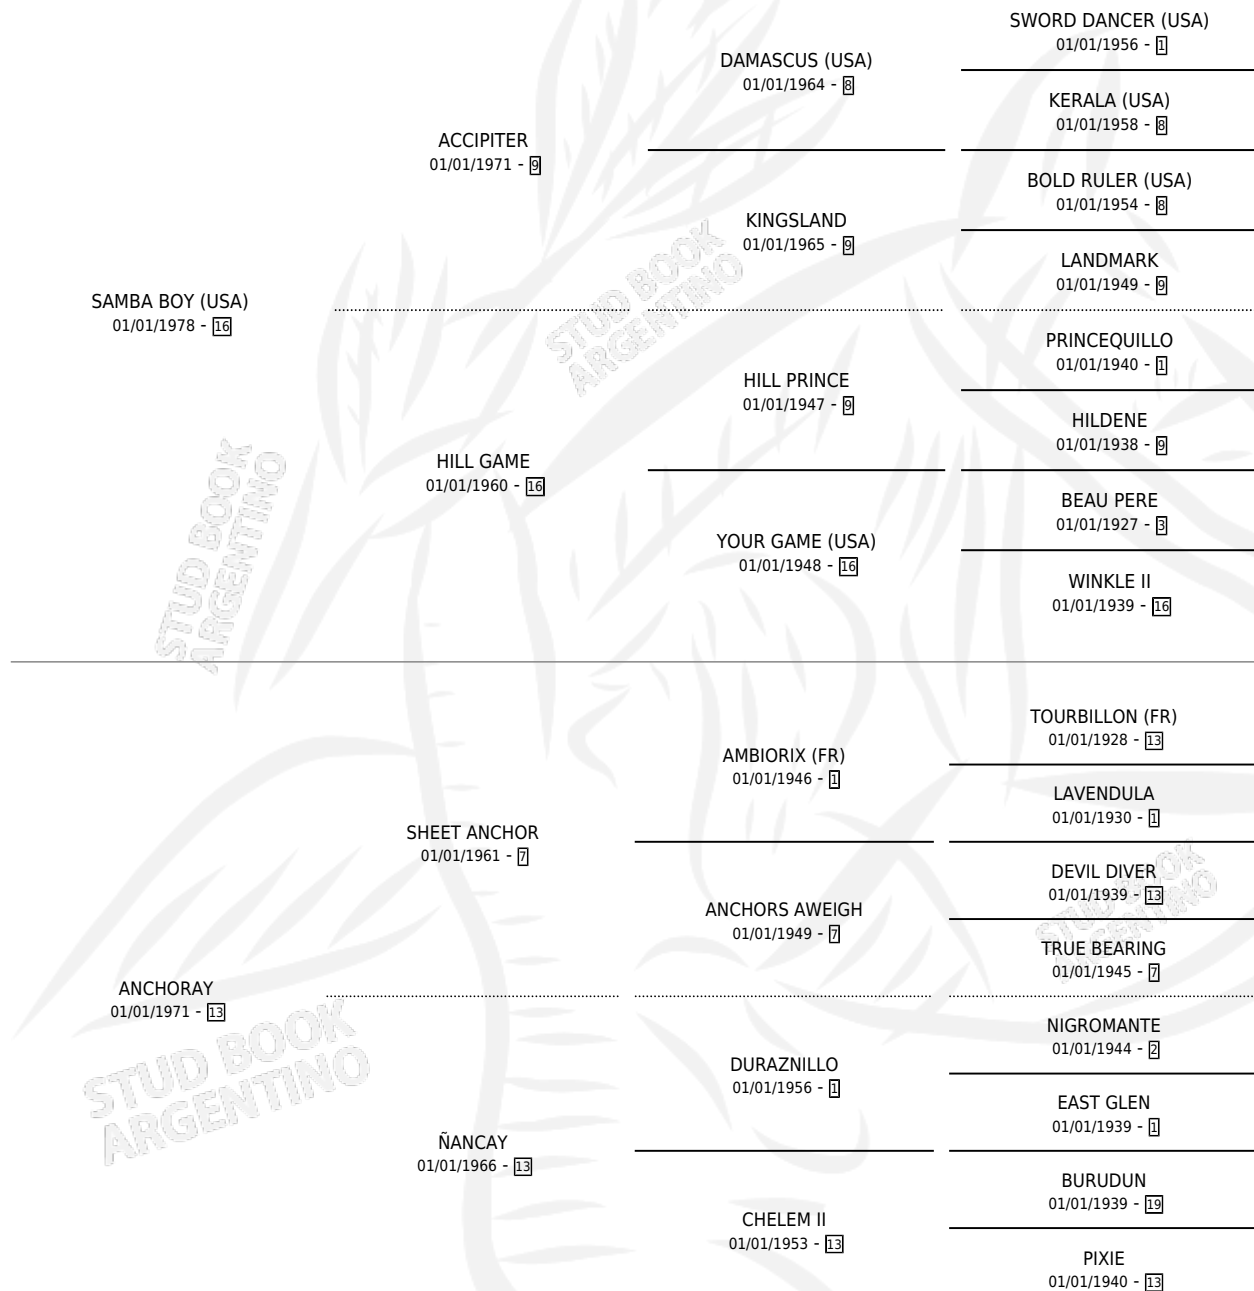 SWORD DANCER (USA)
01/01/1956 - 1
DAMASCUS (USA)
01/01/1964 - 8
KERALA (USA)
01/01/1958 - 8
ACCIPITER
01/01/1971 - 9
BOLD RULER (USA)
01/01/1954 - 8
KINGSLAND
01/01/1965 - 9
LANDMARK
01/01/1949 - 9
SAMBA BOY (USA)
01/01/1978 - 16
PRINCEQUILLO
01/01/1940 - 1
HILL PRINCE
01/01/1947 - 9
HILDENE
01/01/1938 - 9
HILL GAME
01/01/1960 - 16
BEAU PERE
01/01/1927 - 3
YOUR GAME (USA)
01/01/1948 - 16
WINKLE II
01/01/1939 - 16
TOURBILLON (FR)
01/01/1928 - 13
AMBIORIX (FR)
01/01/1946 - 1
LAVENDULA
01/01/1930 - 1
SHEET ANCHOR
01/01/1961 - 7
DEVIL DIVER
01/01/1939 - 13
ANCHORS AWEIGH
01/01/1949 - 7
TRUE BEARING
01/01/1945 - 7
ANCHORAY
01/01/1971 - 13
NIGROMANTE
01/01/1944 - 2
DURAZNILLO
01/01/1956 - 1
EAST GLEN
01/01/1939 - 1
ÑANCAY
01/01/1966 - 13
BURUDUN
01/01/1939 - 19
CHELEM II
01/01/1953 - 13
PIXIE
01/01/1940 - 13
STUD BOOK
ARGENTINO
STUD BOOK
ARGENTINO
STUD BOOK
ARGENTINO
STUD BOOK
ARGENTINO